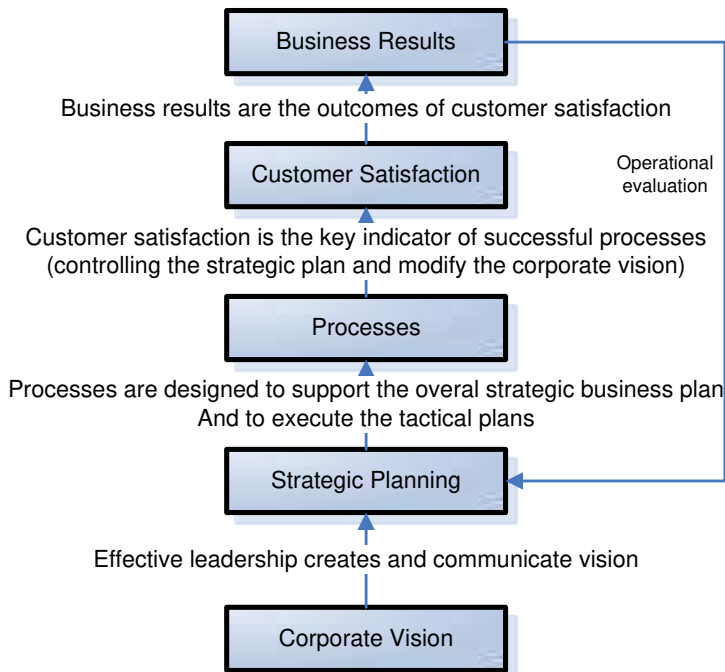 Business Results
Business results are the outcomes of customer satisfaction
Operational
evaluation
Customer Satisfaction
Customer satisfaction is the key indicator of successful processes
(controlling the strategic plan and modify the corporate vision)
Processes
Processes are designed to support the overal strategic business plan
And to execute the tactical plans
Strategic Planning
Effective leadership creates and communicate vision
Corporate Vision